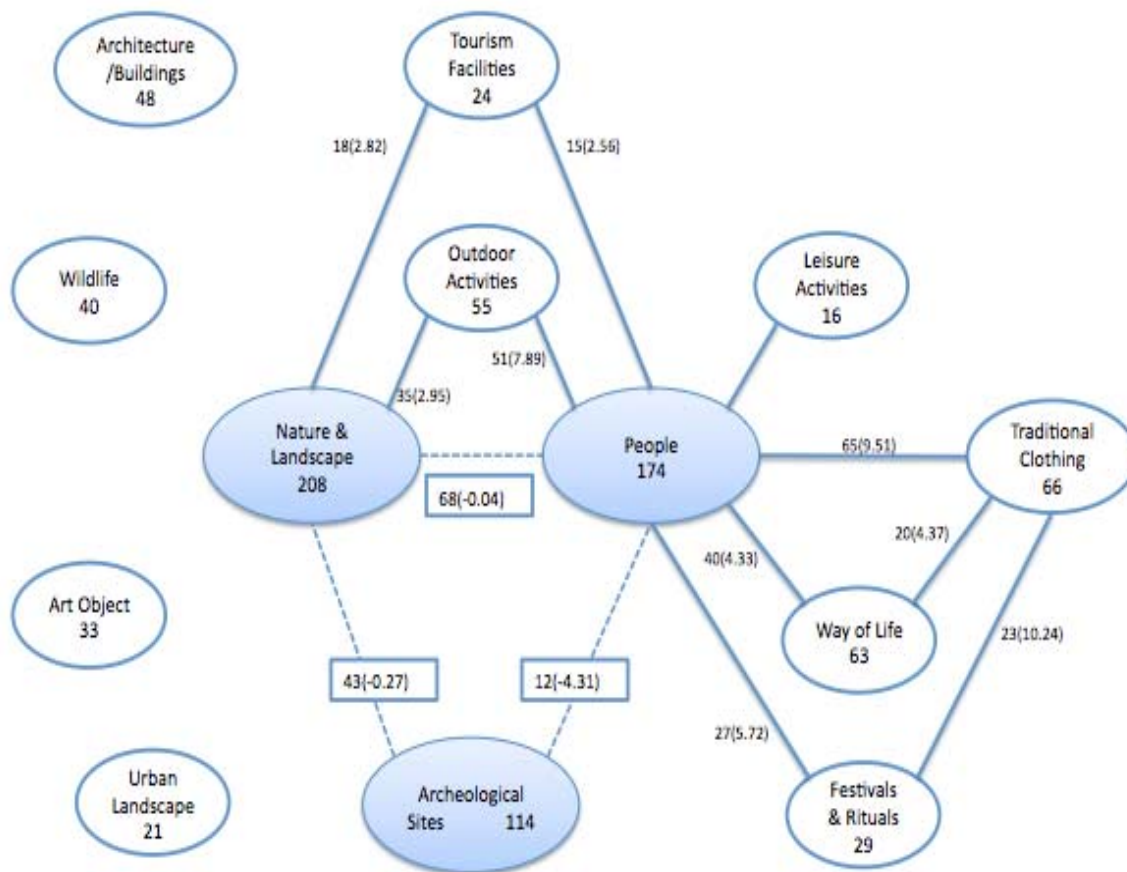 Architecture
/Buildings
48
Tourism
Facilities
24
18(2.82)
15(2.56)
Wildlife
40
Outdoor
Activities
55
Leisure
Activities
16
51(7.89)
35(2.95)
Nature &
Landscape
208
People
174
65(9.51)
Traditional
Clothing
66
68(-0.04)
20(4.37)
40(4.33)
Art Object
33
Way of Life
63
23(10.24)
43(-0.27)
12(-4.31)
27(5.72)
Urban
Landscape
21
Archeological
Sites 114
Festivals
& Rituals
29